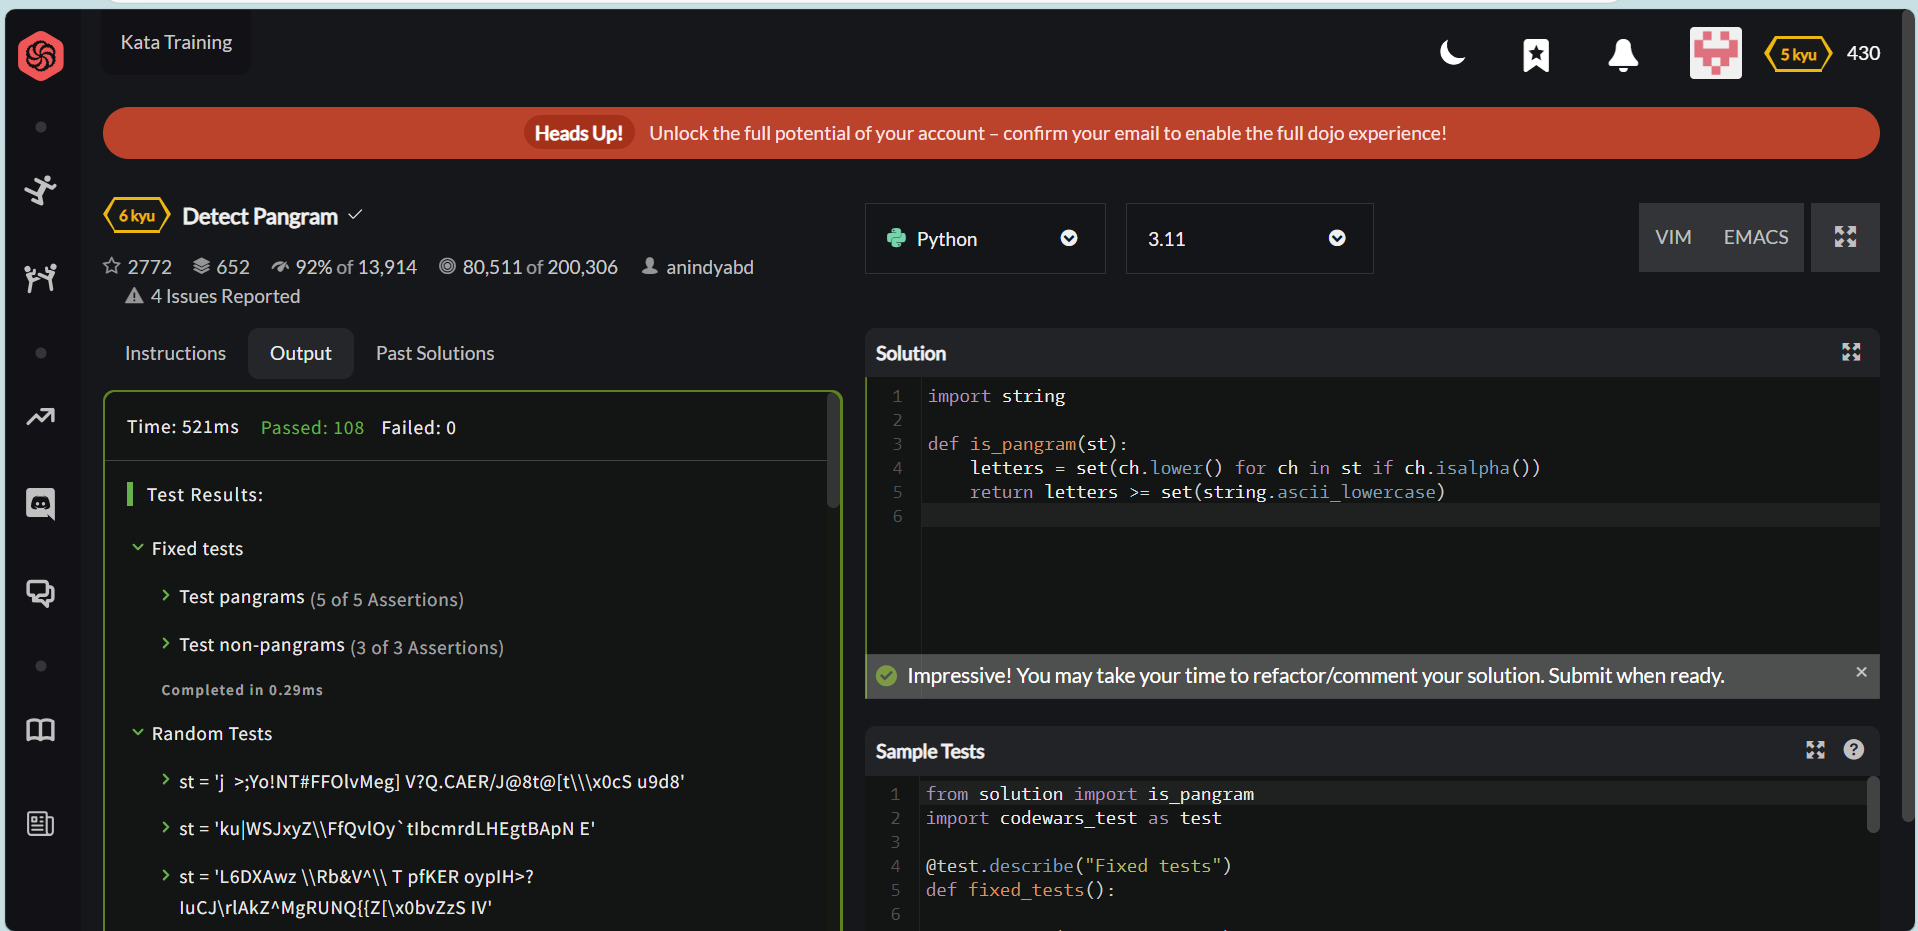 Kata Training
5 kyu 430
Heads Up! Unlock the full potential of your account – confirm your email to enable the full dojo experience!
6 kyu Detect Pangram
2772 652 92% of 13,914 80,511 of 200,306 anindyabd
4 Issues Reported
Python 3.11 VIM EMACS
Instructions Output Past Solutions
Time: 521ms Passed: 108 Failed: 0
Test Results:
Fixed tests
Test pangrams (5 of 5 Assertions)
Test non-pangrams (3 of 3 Assertions)
Completed in 0.29ms
Random Tests
st = 'j  >;Yo!NT#FFOlvMeg] V?Q.CAER/J@8t@[t\\\x0cS u9d8'
st = 'ku|WSJxyZ\\FfQvlOy`tIbcmrdLHEgtBApN E'
st = 'L6DXAwz \\Rb&V^\\ T pfKER oypIH>?
IuCJ\rlAkZ^MgRUNQ{{Z[\x0bvZzS IV'
Solution
1 import string
2
3 def is_pangram(st):
4     letters = set(ch.lower() for ch in st if ch.isalpha())
5     return letters >= set(string.ascii_lowercase)
6
Impressive! You may take your time to refactor/comment your solution. Submit when ready.
Sample Tests
1 from solution import is_pangram
2 import codewars_test as test
3
4 @test.describe("Fixed tests")
5 def fixed_tests():
6